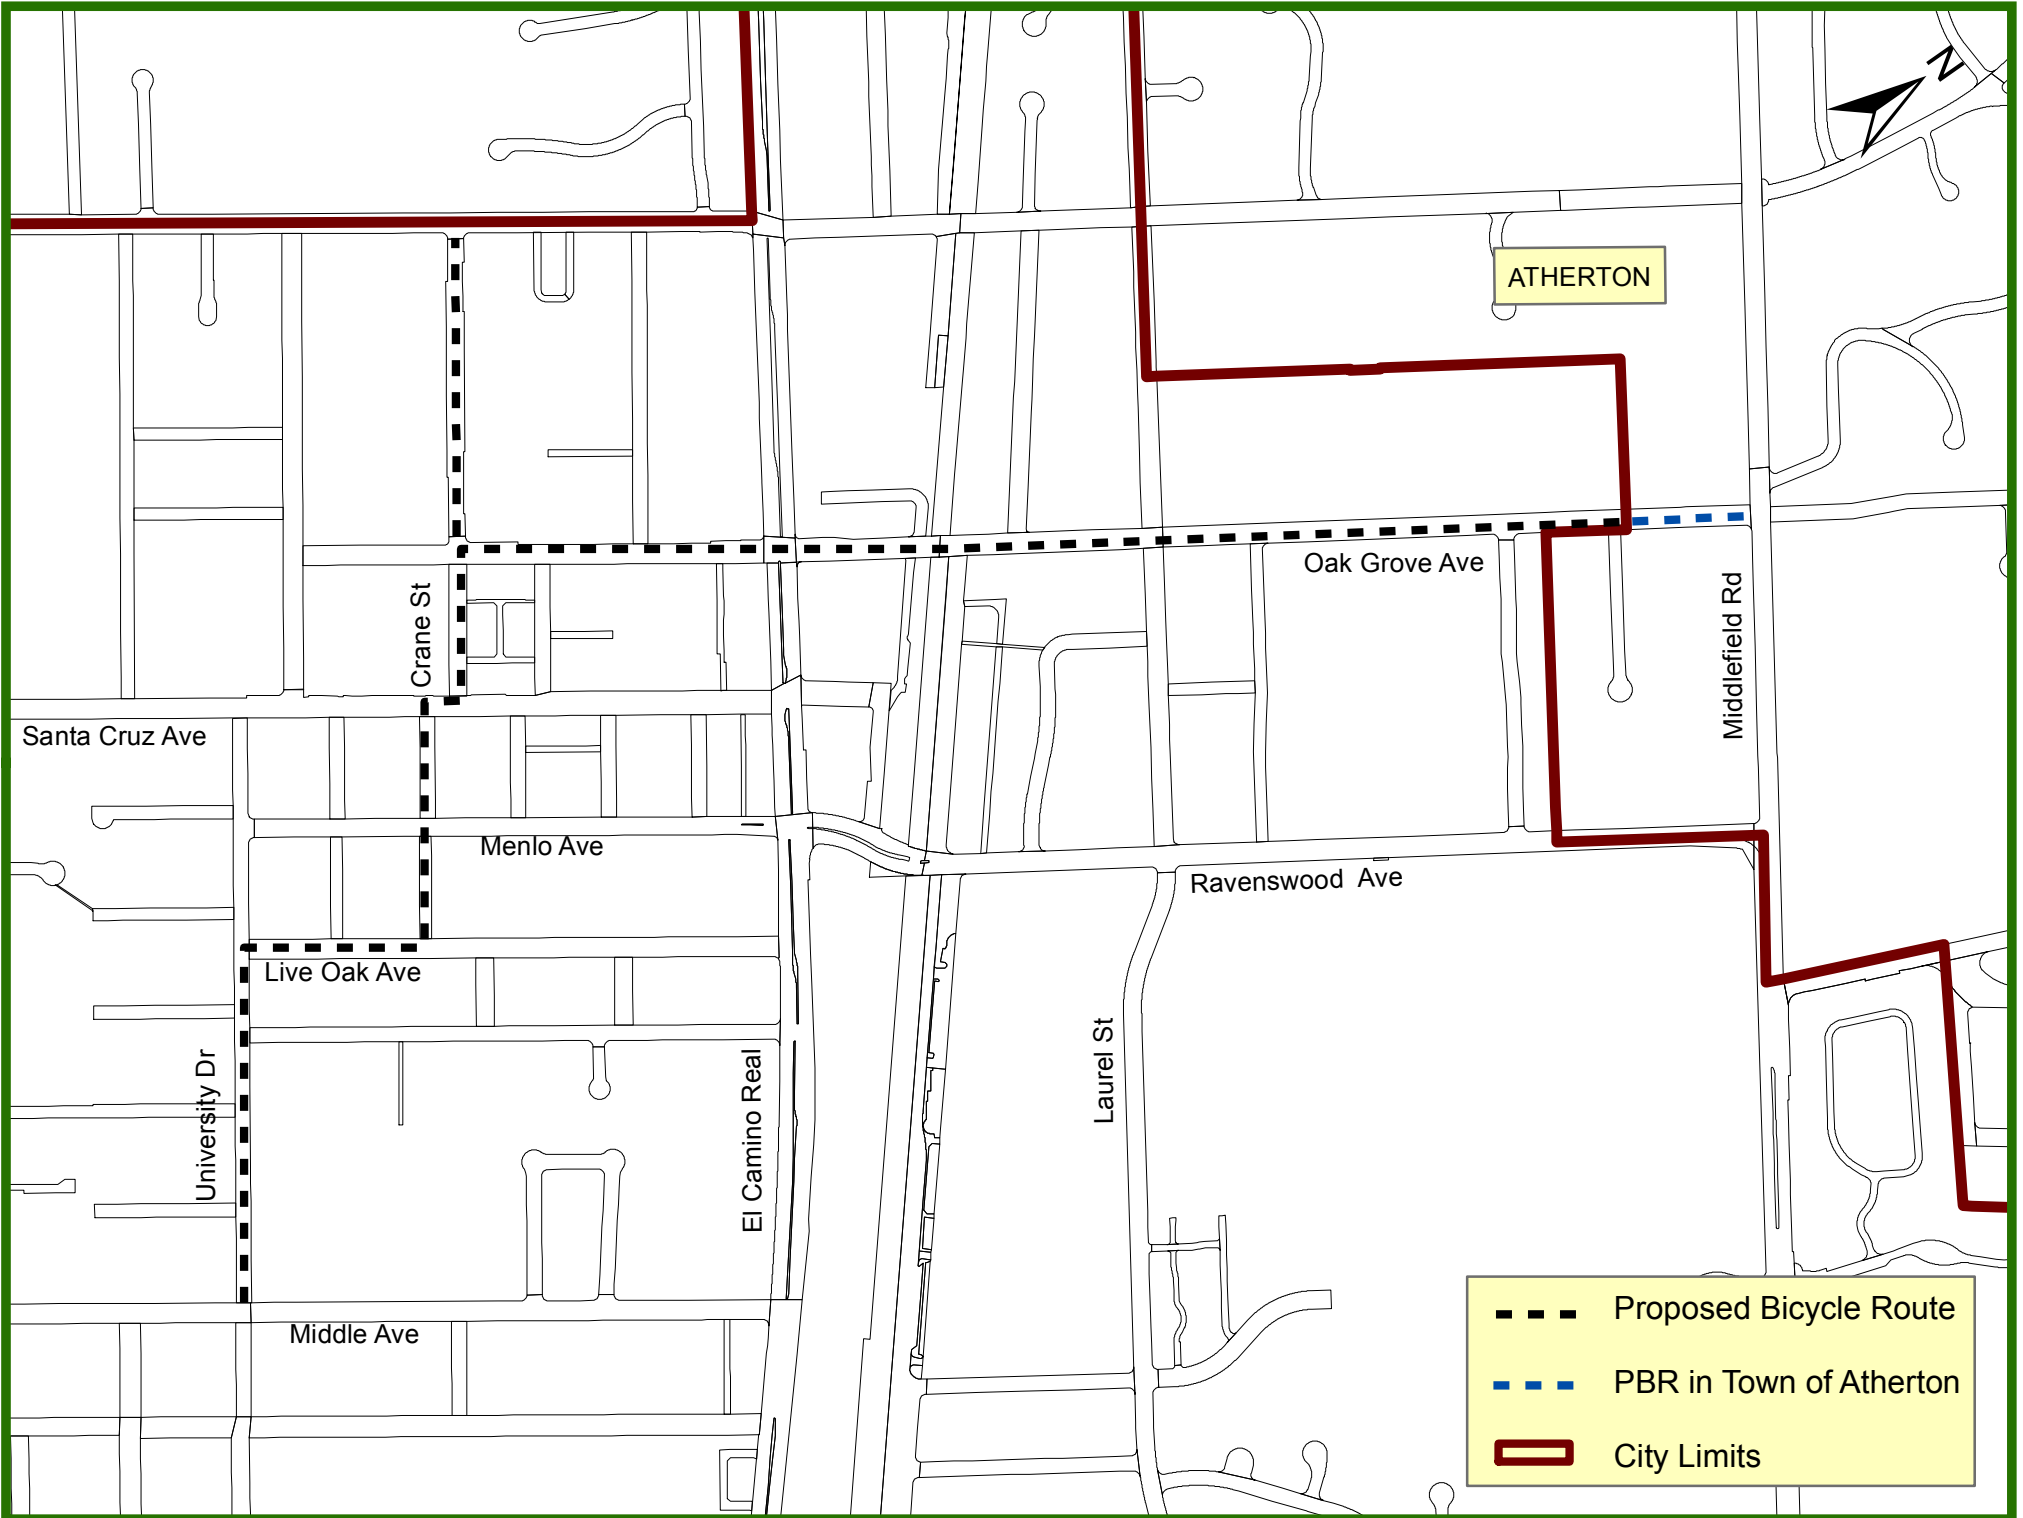 N
ATHERTON
Oak Grove Ave
Crane St
Middlefield Rd
Santa Cruz Ave
Menlo Ave
Ravenswood Ave
Live Oak Ave
University Dr
El Camino Real
Laurel St
Middle Ave
Proposed Bicycle Route
PBR in Town of Atherton
City Limits